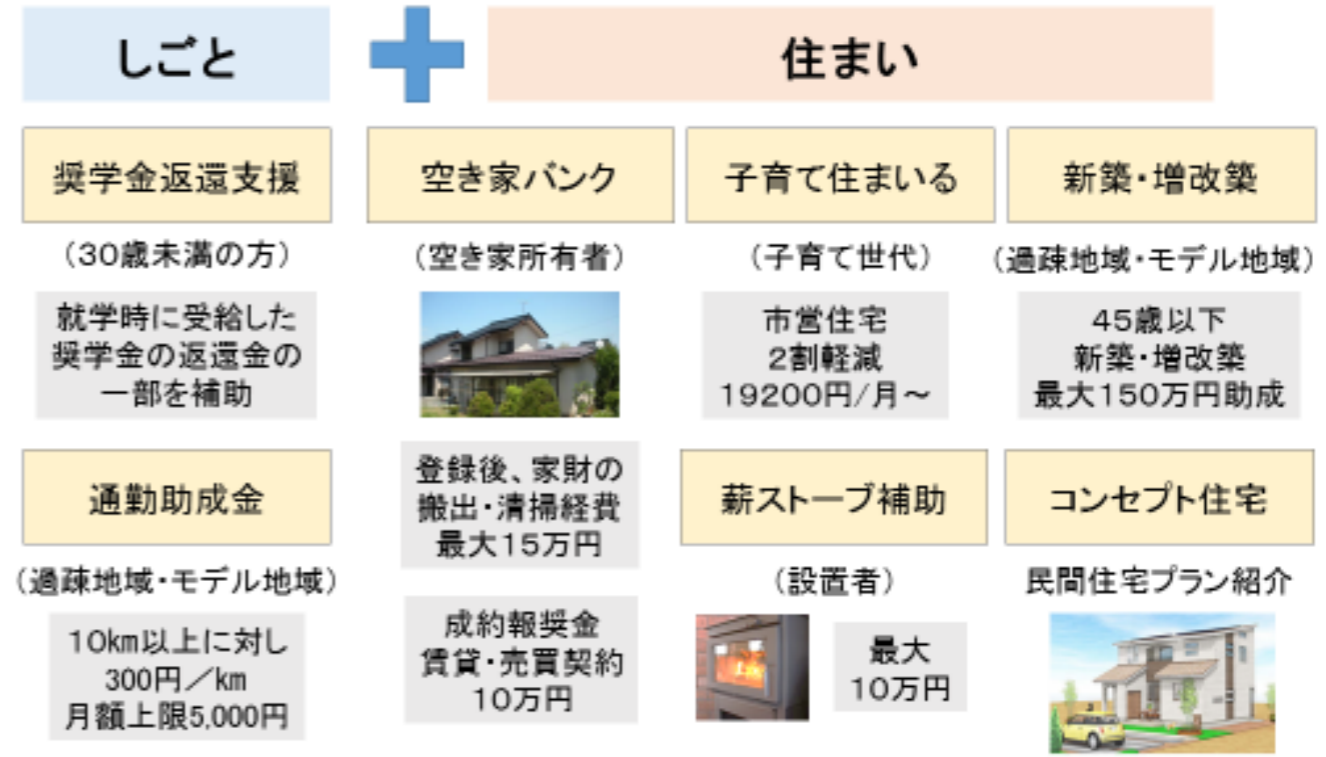 しごと
住まい
奨学金返還支援
(30歳未満の方)
就学時に受給した
奨学金の返還金の
一部を補助
通勤助成金
(過疎地域・モデル地域)
10km以上に対し
300円／km
月額上限5,000円
空き家バンク
(空き家所有者)
登録後、家財の
搬出・清掃経費
最大15万円
成約報奨金
賃貸・売買契約
10万円
子育て住まいる
(子育て世代)
市営住宅
2割軽減
19200円/月～
薪ストーブ補助
(設置者)
最大
10万円
新築・増改築
(過疎地域・モデル地域)
45歳以下
新築・増改築
最大150万円助成
コンセプト住宅
民間住宅プラン紹介